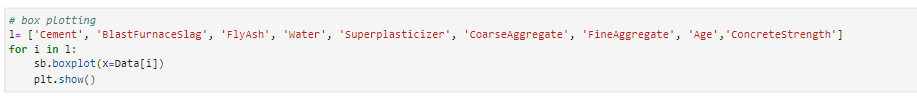 # box plotting
l= ['Cement', 'BlastFurnaceSlag', 'FlyAsh', 'Water', 'Superplasticizer', 'CoarseAggregate', 'FineAggregate', 'Age','ConcreteStrength']
for i in l:
    sb.boxplot(x=Data[i])
    plt.show()